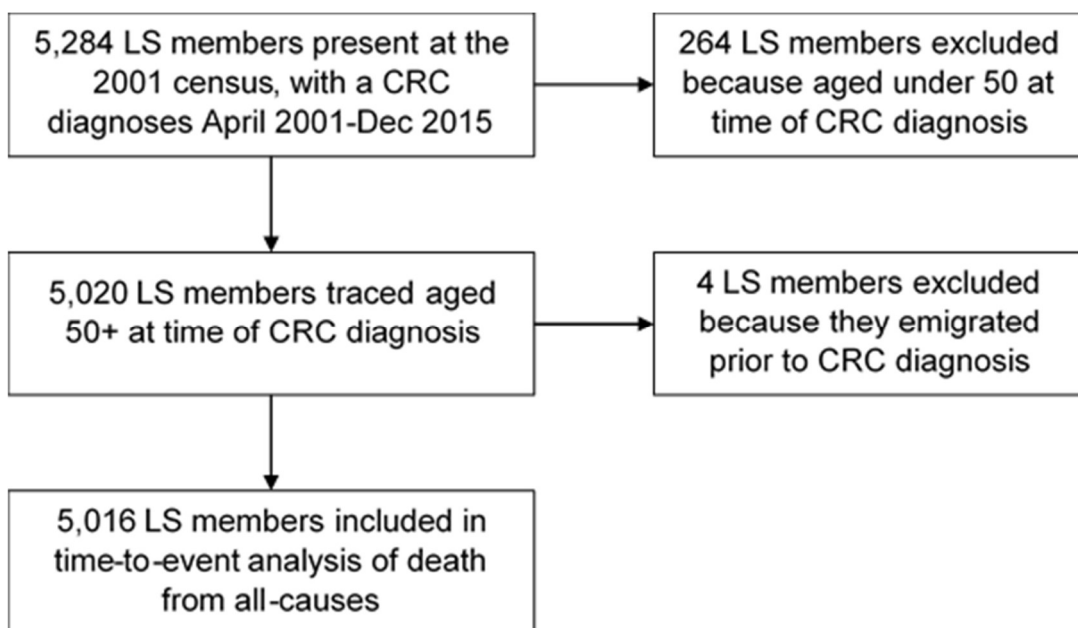 5,284 LS members present at the
2001 census, with a CRC
diagnoses April 2001-Dec 2015
264 LS members excluded
because aged under 50 at
time of CRC diagnosis
5,020 LS members traced aged
50+ at time of CRC diagnosis
4 LS members excluded
because they emigrated
prior to CRC diagnosis
5,016 LS members included in
time-to-event analysis of death
from all-causes